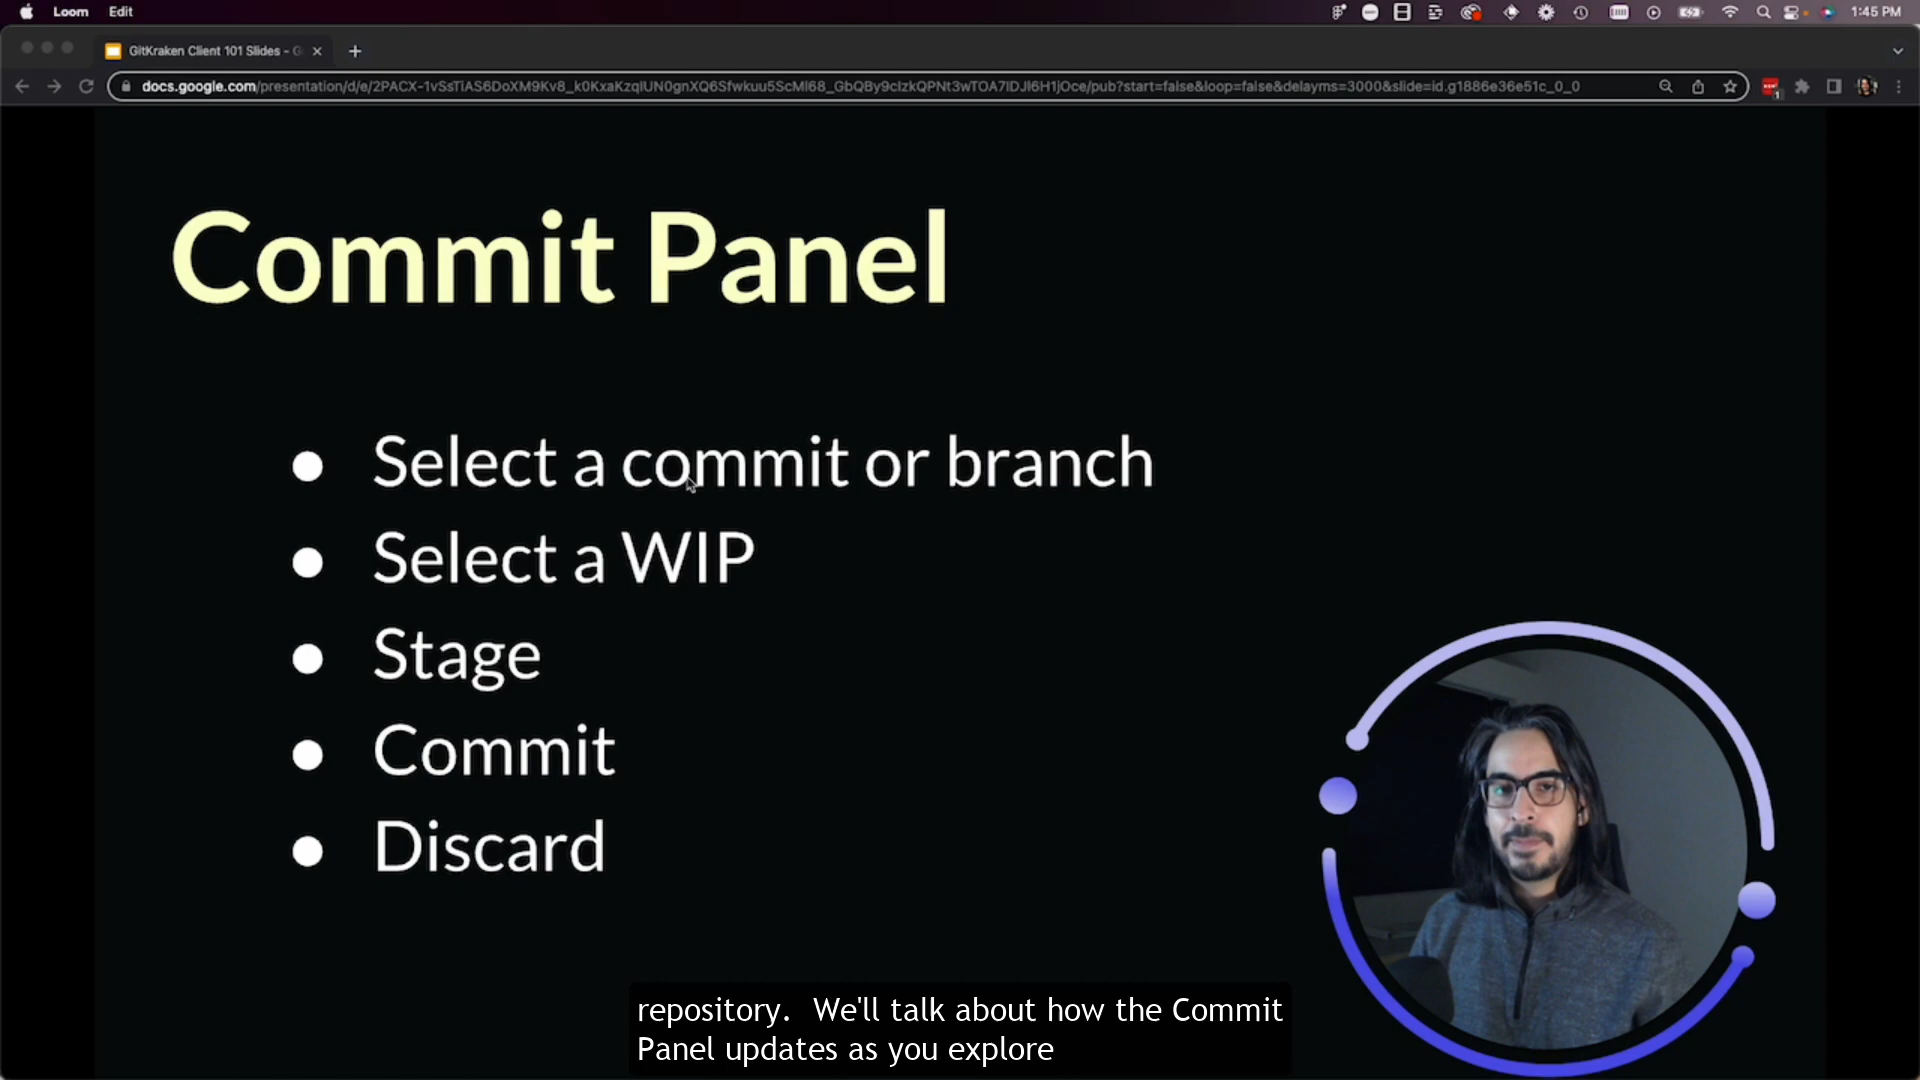 Loom Edit
1:45 PM
GitKraken Client 101 Slides - G
docs.google.com/presentation/d/e/2PACX-1vSsTiAS6DoXM9Kv8_k0KxaKzqIUN0gnXQ6Sfwkuu5ScMl68_GbQBy9cIzkQPNt3wTOA7IDJl6H1jOce/pub?start=false&loop=false&delayms=3000&slide=id.g1886e36e51c_0_0
Commit Panel
● Select a commit or branch
● Select a WIP
● Stage
● Commit
● Discard
repository. We'll talk about how the Commit
Panel updates as you explore